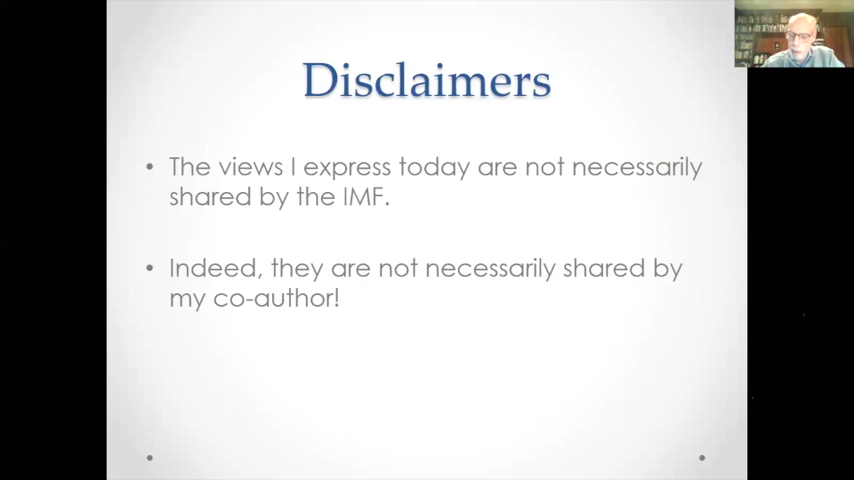 Disclaimers
• The views I express today are not necessarily
shared by the IMF.
• Indeed, they are not necessarily shared by
my co-author!